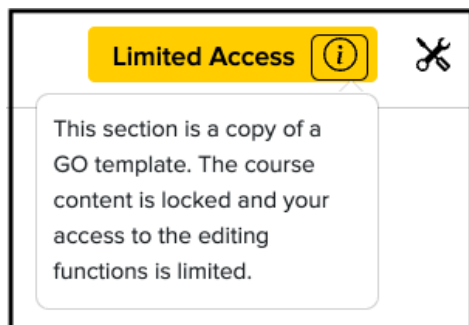 Limited Access i
This section is a copy of a
GO template. The course
content is locked and your
access to the editing
functions is limited.